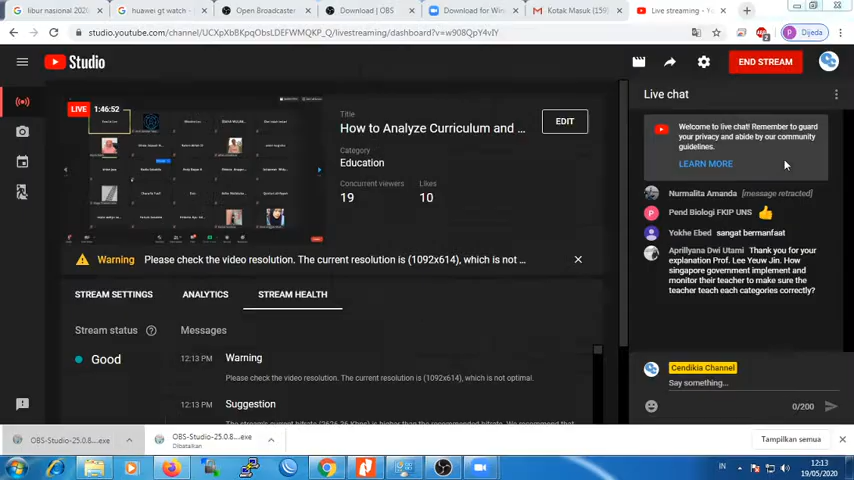 libur nasional 2020
huawei gt watch -
Open Broadcaster
Download | OBS
Download for Win
Kotak Masuk (159)
Live streaming - You
studio.youtube.com/channel/UCXpXbBKpqObsLDEFWMQKP_Q/livestreaming/dashboard?v=w908QpY4vIY
Dijeda
Studio
END STREAM
LIVE 1:46:52
Title
How to Analyze Curriculum and ...
EDIT
Category
Education
Concurrent viewers
Likes
19
10
Warning
Please check the video resolution. The current resolution is (1092x614), which is not ...
STREAM SETTINGS
ANALYTICS
STREAM HEALTH
Stream status
Good
Messages
12:13 PM
Warning
Please check the video resolution. The current resolution is (1092x614), which is not optimal.
12:13 PM
Suggestion
Live chat
Welcome to live chat! Remember to guard
your privacy and abide by our community
guidelines.
LEARN MORE
Nurmalita Amanda [message retracted]
P Pend Biologi FKIP UNS
Yokhe Ebed sangat bermanfaat
Aprillyana Dwi Utami Thank you for your
explanation Prof. Lee Yeuw Jin. How
singapore government implement and
monitor their teacher to make sure the
teacher teach each categories correctly?
Cendikia Channel
Say something...
0/200
OBS-Studio-25.0.8....exe
OBS-Studio-25.0.8....exe
Dibatalkan
Tampilkan semua
IN
12:13
19/05/2020